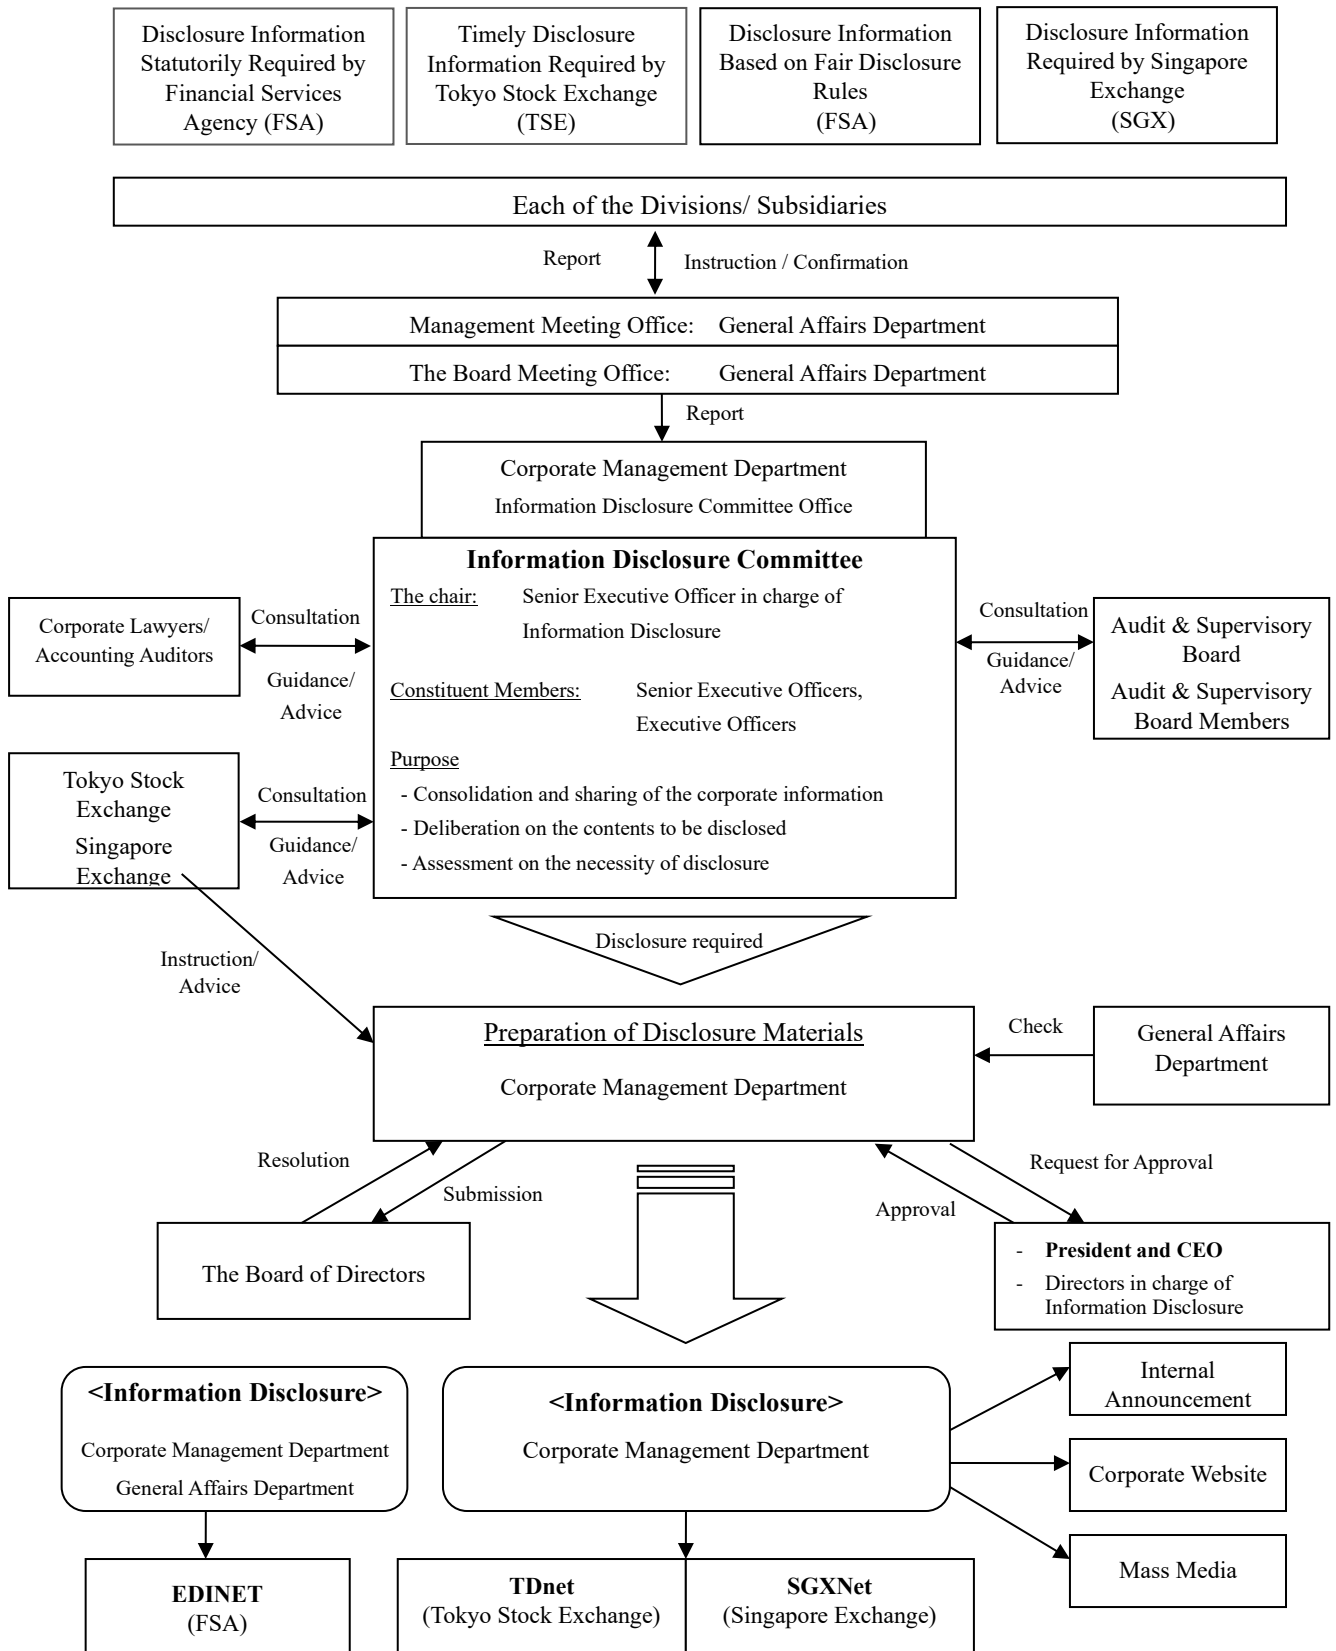 Disclosure Information
Statutorily Required by
Financial Services
Agency (FSA)
Timely Disclosure
Information Required by
Tokyo Stock Exchange
(TSE)
Disclosure Information
Based on Fair Disclosure
Rules
(FSA)
Disclosure Information
Required by Singapore
Exchange
(SGX)
Each of the Divisions/ Subsidiaries
Report
Instruction / Confirmation
Management Meeting Office: General Affairs Department
The Board Meeting Office: General Affairs Department
Report
Corporate Management Department
Information Disclosure Committee Office
Information Disclosure Committee
The chair: Senior Executive Officer in charge of
Information Disclosure
Constituent Members: Senior Executive Officers,
Executive Officers
Purpose
- Consolidation and sharing of the corporate information
- Deliberation on the contents to be disclosed
- Assessment on the necessity of disclosure
Corporate Lawyers/
Accounting Auditors
Consultation
Guidance/
Advice
Consultation
Guidance/
Advice
Audit & Supervisory
Board
Audit & Supervisory
Board Members
Tokyo Stock
Exchange
Singapore
Exchange
Consultation
Guidance/
Advice
Disclosure required
Instruction/
Advice
Preparation of Disclosure Materials
Corporate Management Department
Check
General Affairs
Department
Resolution
Submission
Approval
Request for Approval
The Board of Directors
- President and CEO
- Directors in charge of
Information Disclosure
<Information Disclosure>
Corporate Management Department
General Affairs Department
<Information Disclosure>
Corporate Management Department
Internal
Announcement
Corporate Website
Mass Media
EDINET
(FSA)
TDnet
(Tokyo Stock Exchange)
SGXNet
(Singapore Exchange)